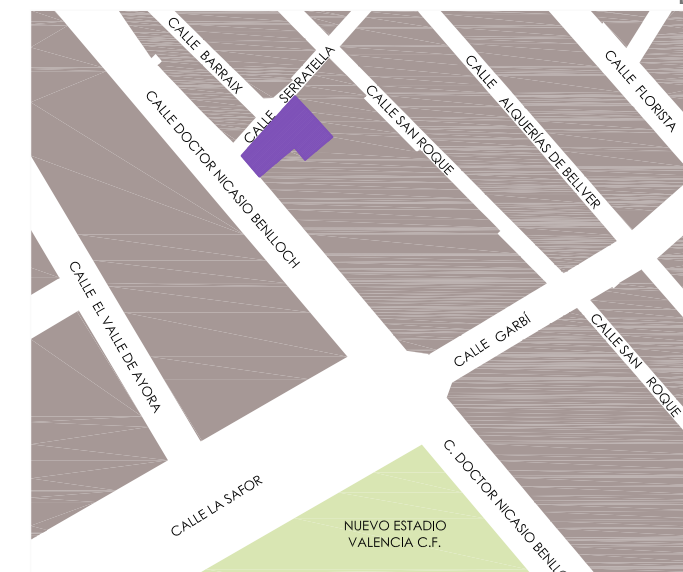 CALLE BARRAIX
CALLE SERRATELLA
CALLE FLORISTA
CALLE ALQUERÍAS DE BELLVER
CALLE SAN ROQUE
CALLE DOCTOR NICASIO BENLLOCH
CALLE EL VALLE DE AYORA
CALLE GARBÍ
CALLE SAN ROQUE
C. DOCTOR NICASIO BENLLO
CALLE LA SAFOR
NUEVO ESTADIO
VALENCIA C.F.